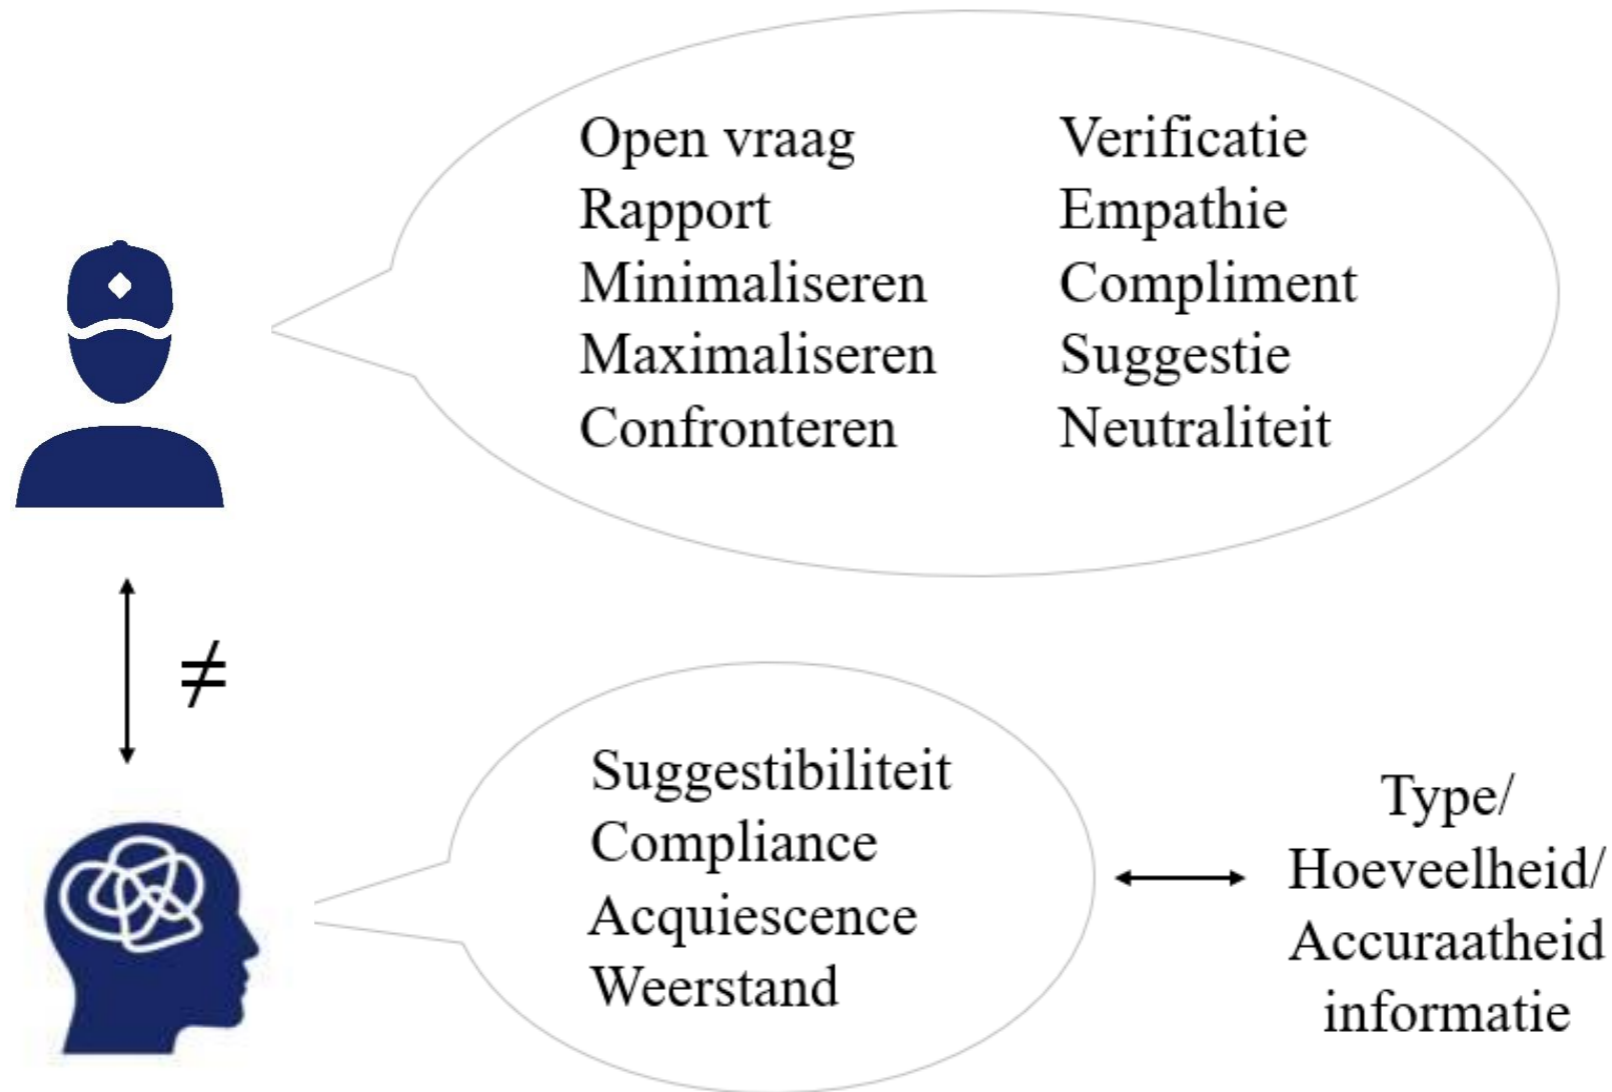 Open vraag
Rapport
Minimaliseren
Maximaliseren
Confronteren
Verificatie
Empathie
Compliment
Suggestie
Neutraliteit
≠
Suggestibiliteit
Compliance
Acquiescence
Weerstand
Type/
Hoeveelheid/
Accuraatheid
informatie